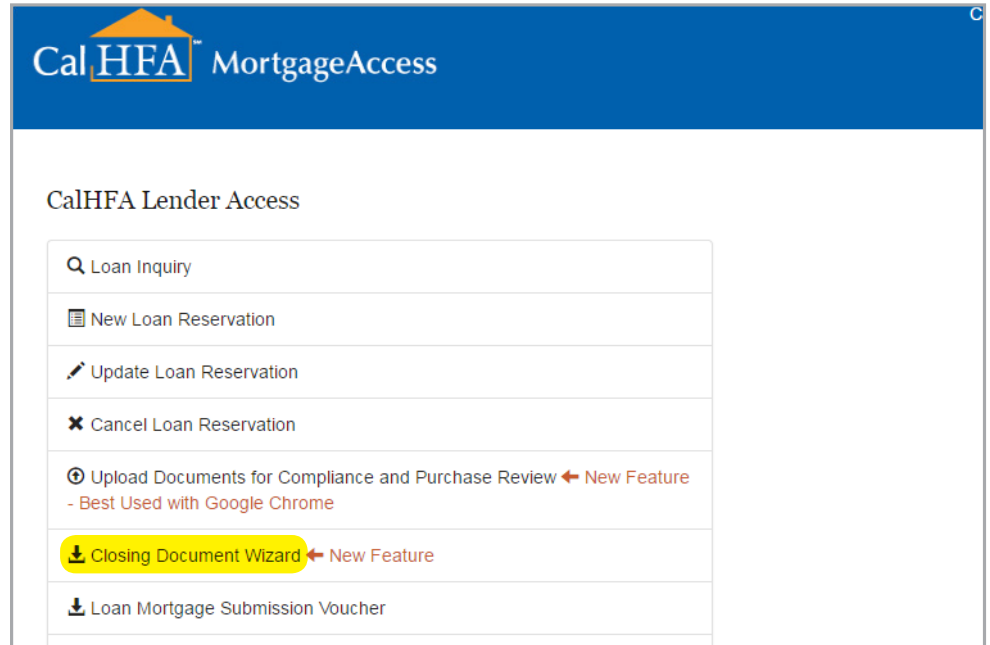 C
Cal HFA™ MortgageAccess
CalHFA Lender Access
Loan Inquiry
New Loan Reservation
Update Loan Reservation
Cancel Loan Reservation
Upload Documents for Compliance and Purchase Review New Feature
- Best Used with Google Chrome
Closing Document Wizard New Feature
Loan Mortgage Submission Voucher